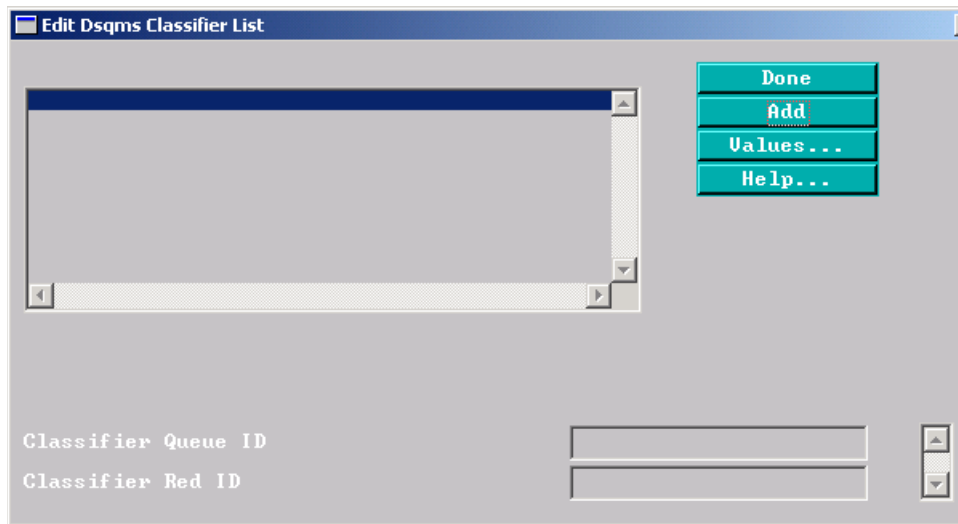 Edit Dsqms Classifier List
Done
Add
Values...
Help...
Classifier Queue ID
Classifier Red ID